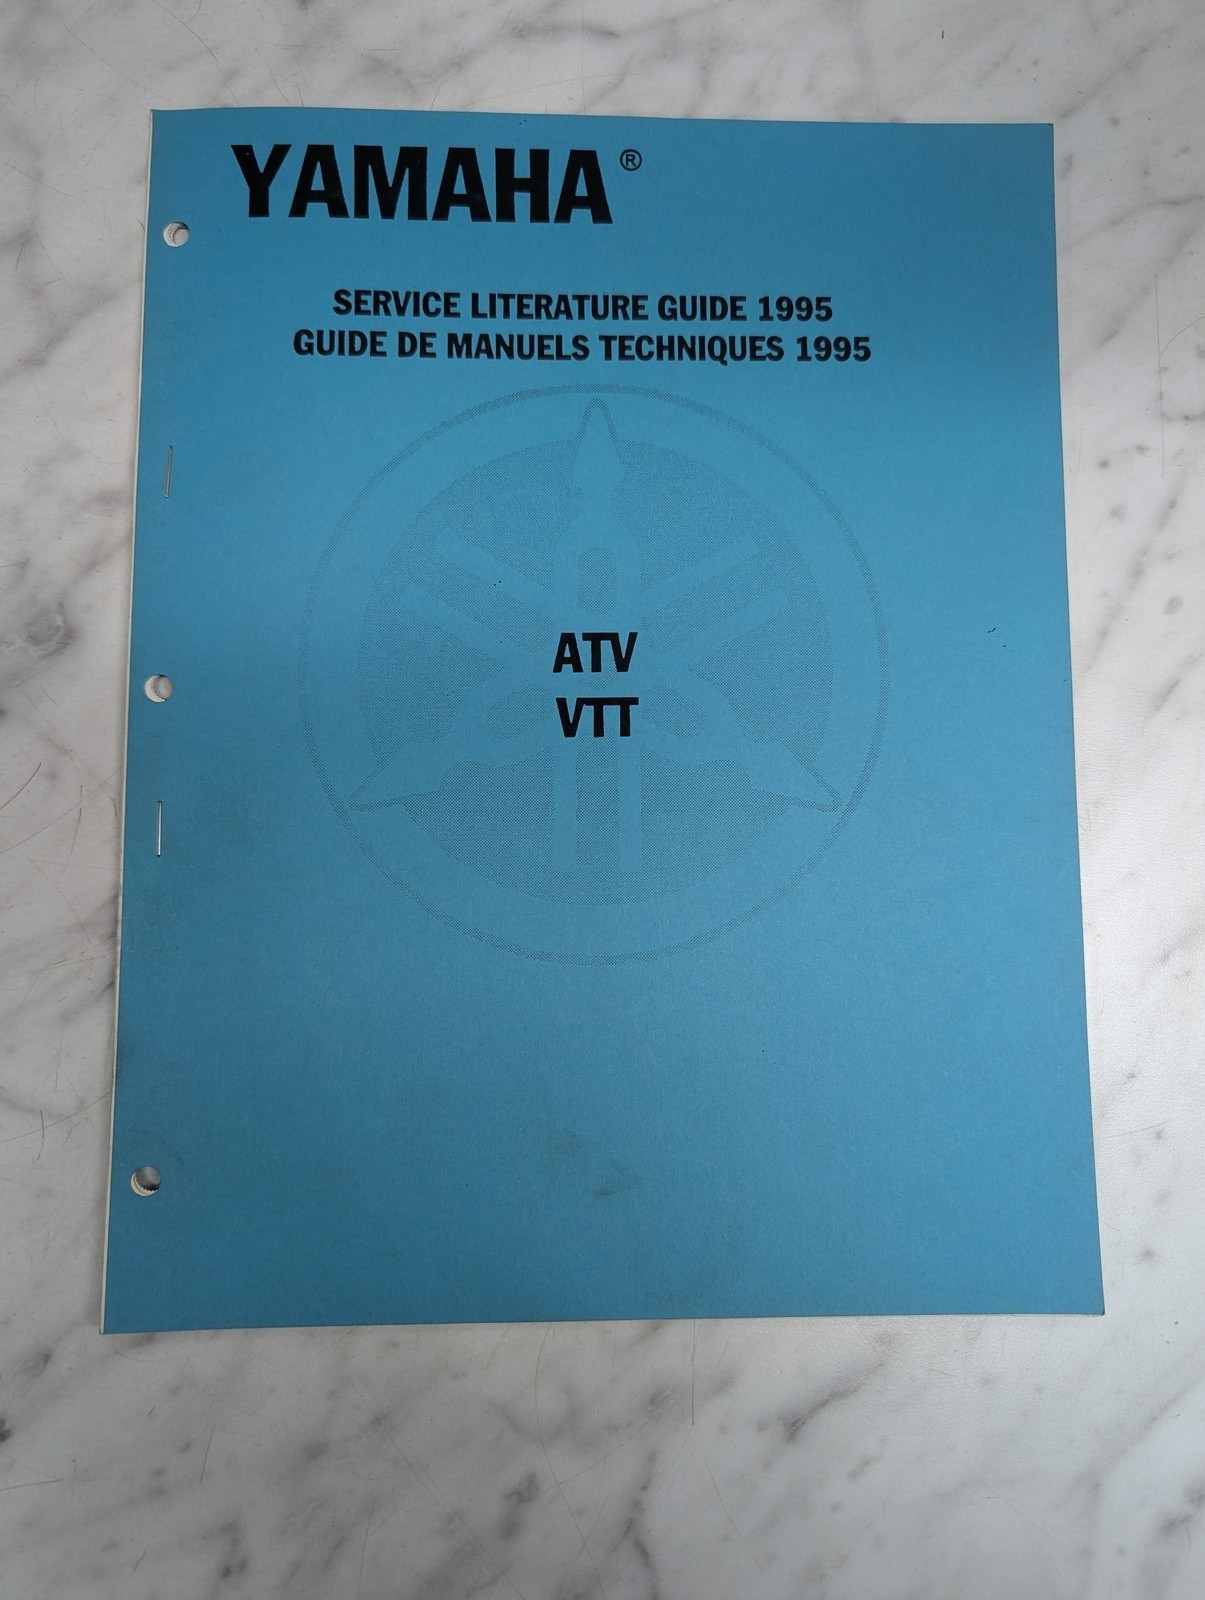 YAMAHA®
SERVICE LITERATURE GUIDE 1995
GUIDE DE MANUELS TECHNIQUES 1995
ATV
VTT